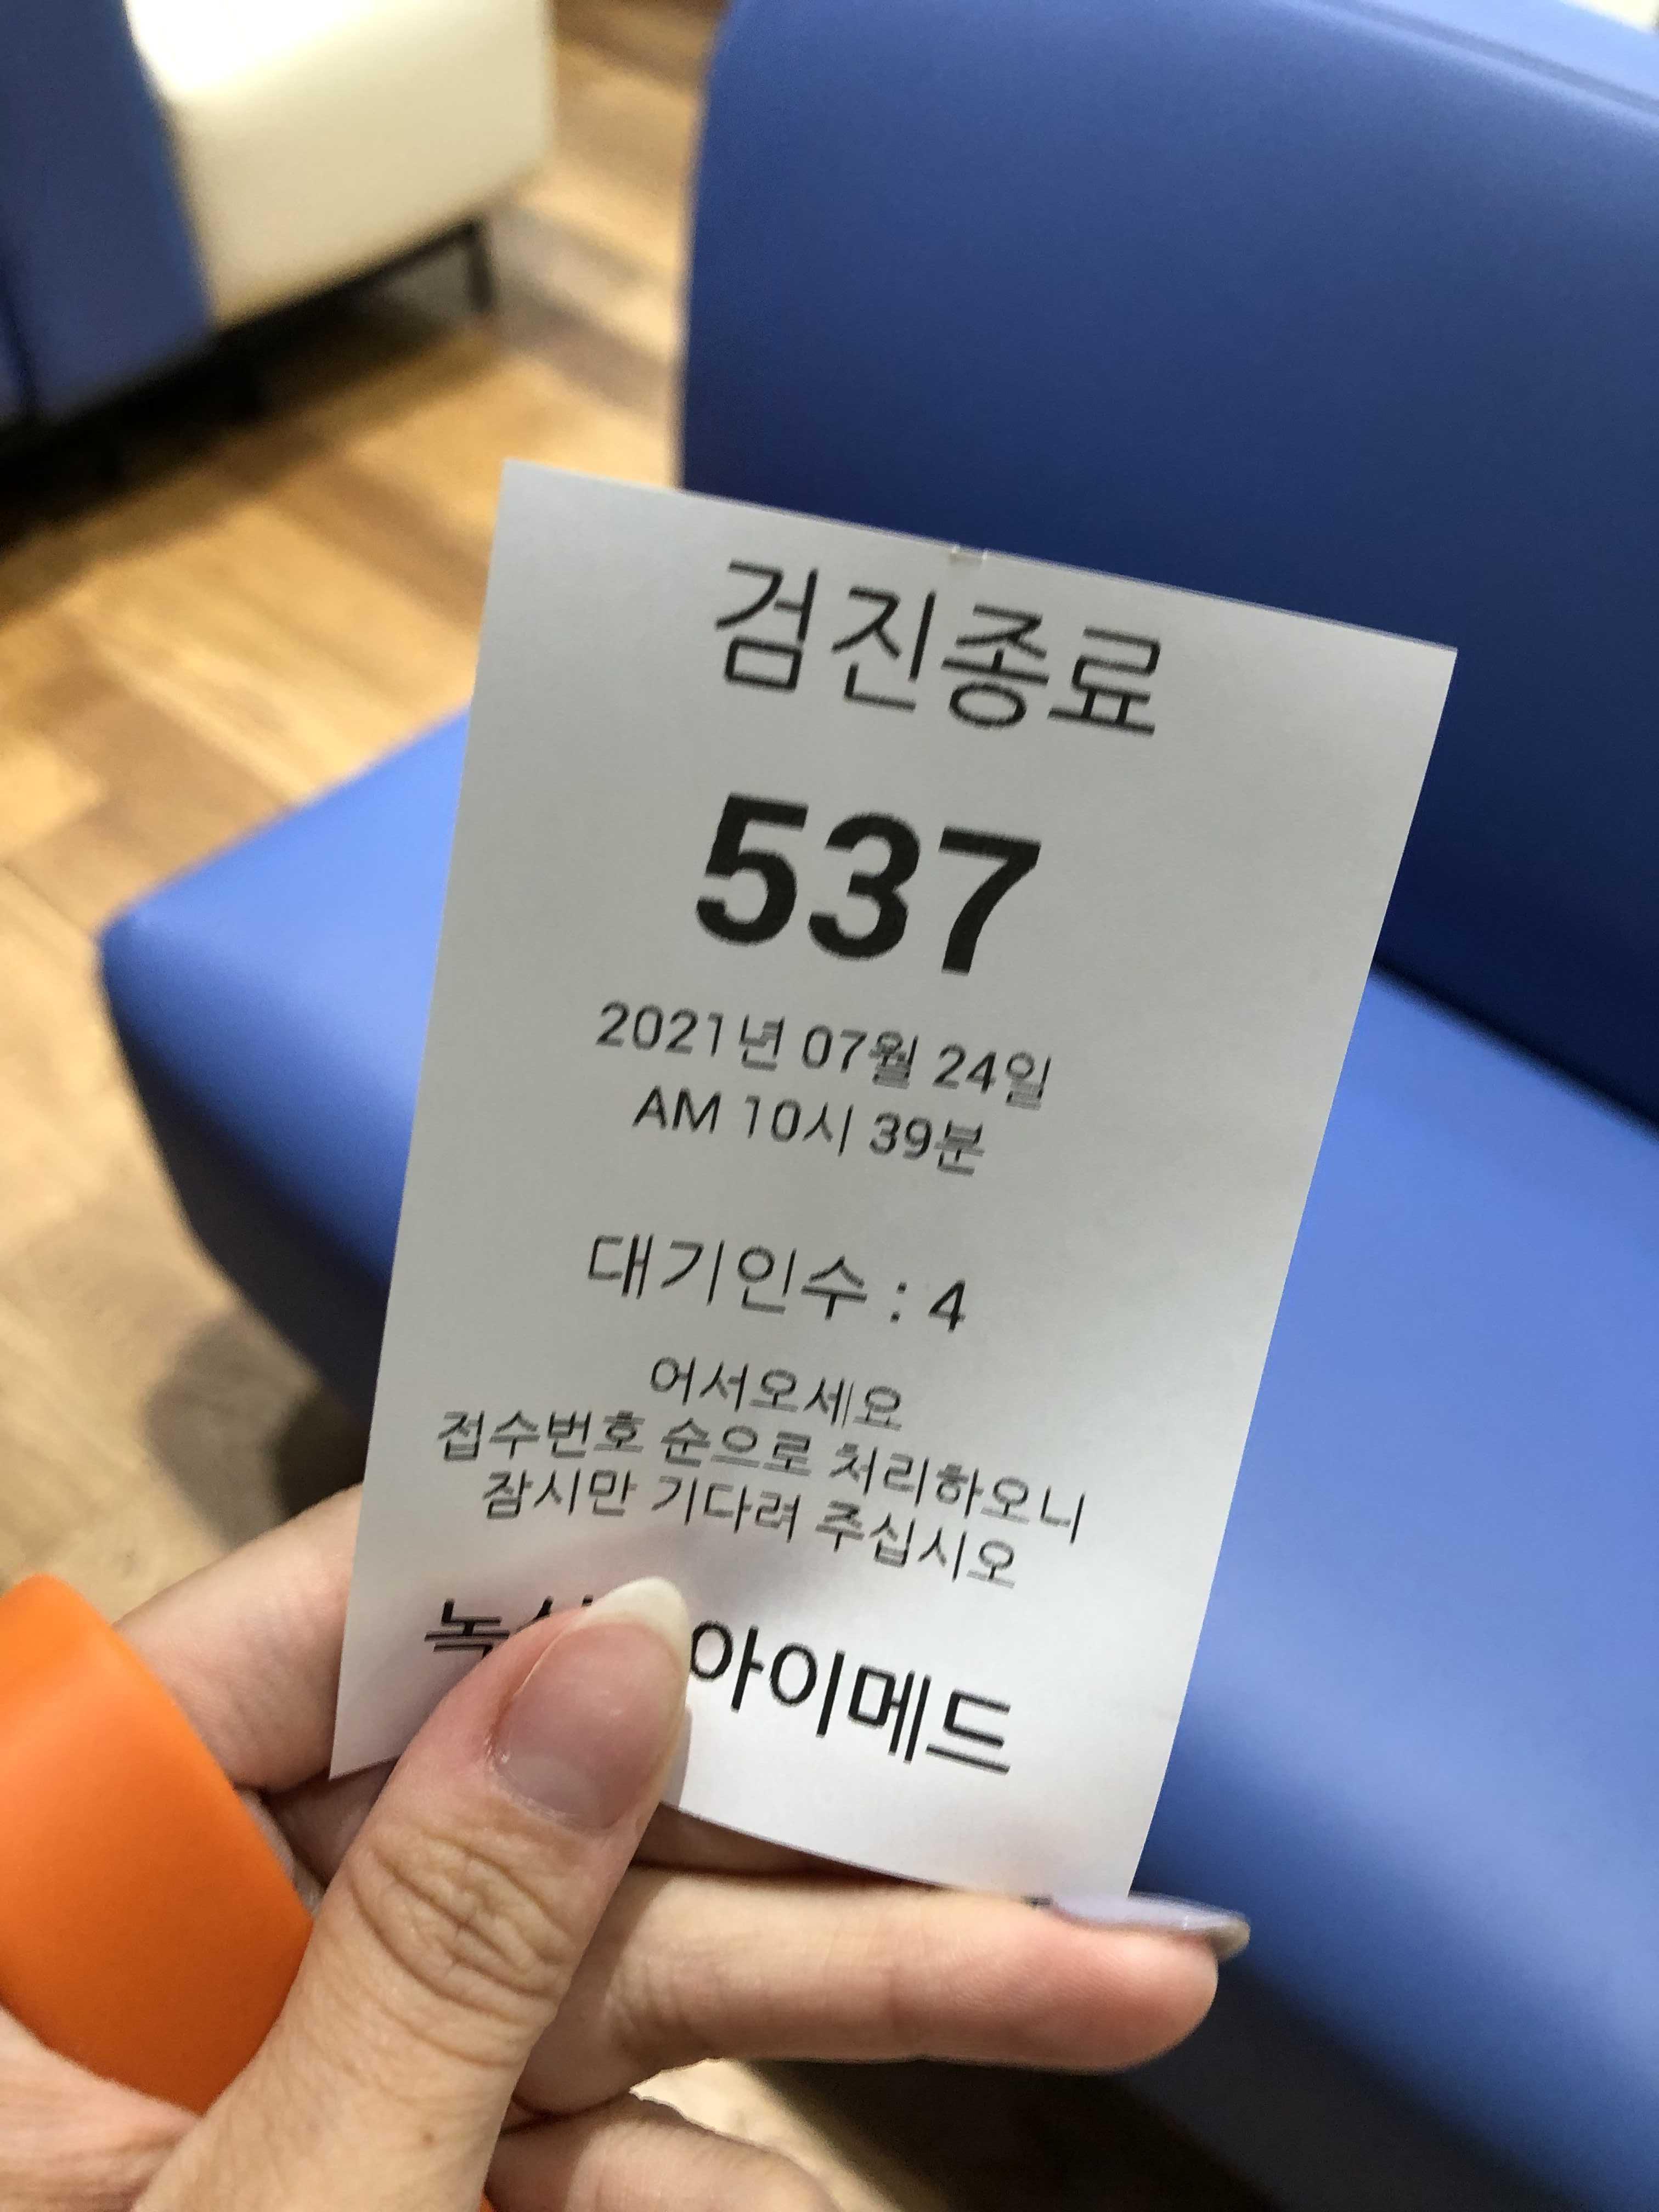 검진종료
537
2021년 07월 24일
AM 10시 39분
대기인수 : 4
어서오세요
접수번호 순으로 처리하오니
잠시만 기다려 주십시오
아이메드